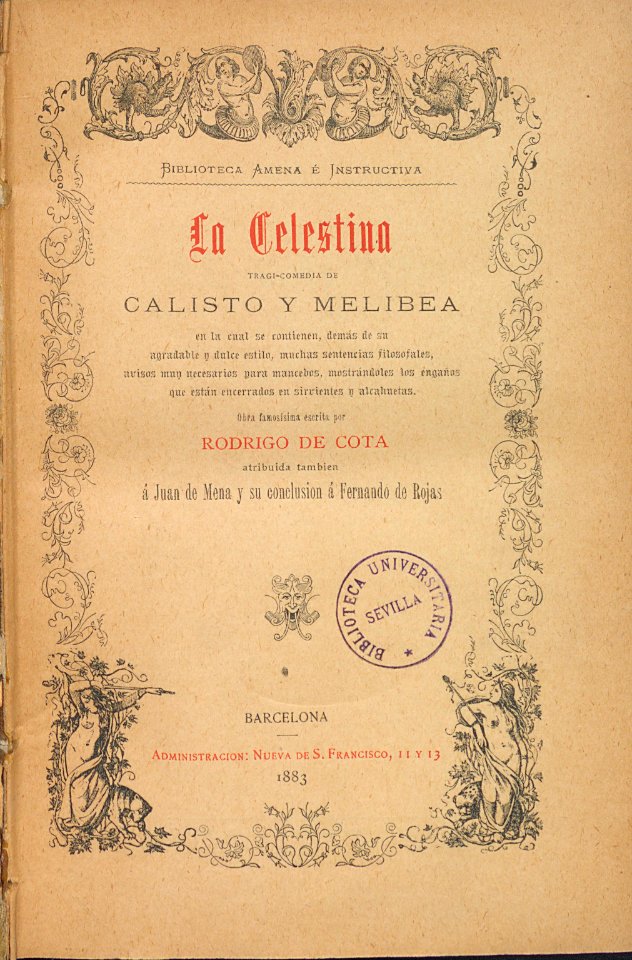 BIBLIOTECA AMENA É INSTRUCTIVA
La Celestina
TRAGI-COMEDIA DE
CALISTO Y MELIBEA
en la cual se contienen, demás de su
agradable y dulce estilo, muchas sentencias filosofales,
avisos muy necesarios para mancebos, mostrándoles los éngaños
que están encerrados en sirvientes y alcahuetas.
Obra famosísima escrita por
RODRIGO DE COTA
atribuida tambien
á Juan de Mena y su conclusion á Fernando de Rojas
BIBLIOTECA UNIVERSITARIA
SEVILLA
BARCELONA
ADMINISTRACION: NUEVA DE S. FRANCISCO, 11 Y 13
1883